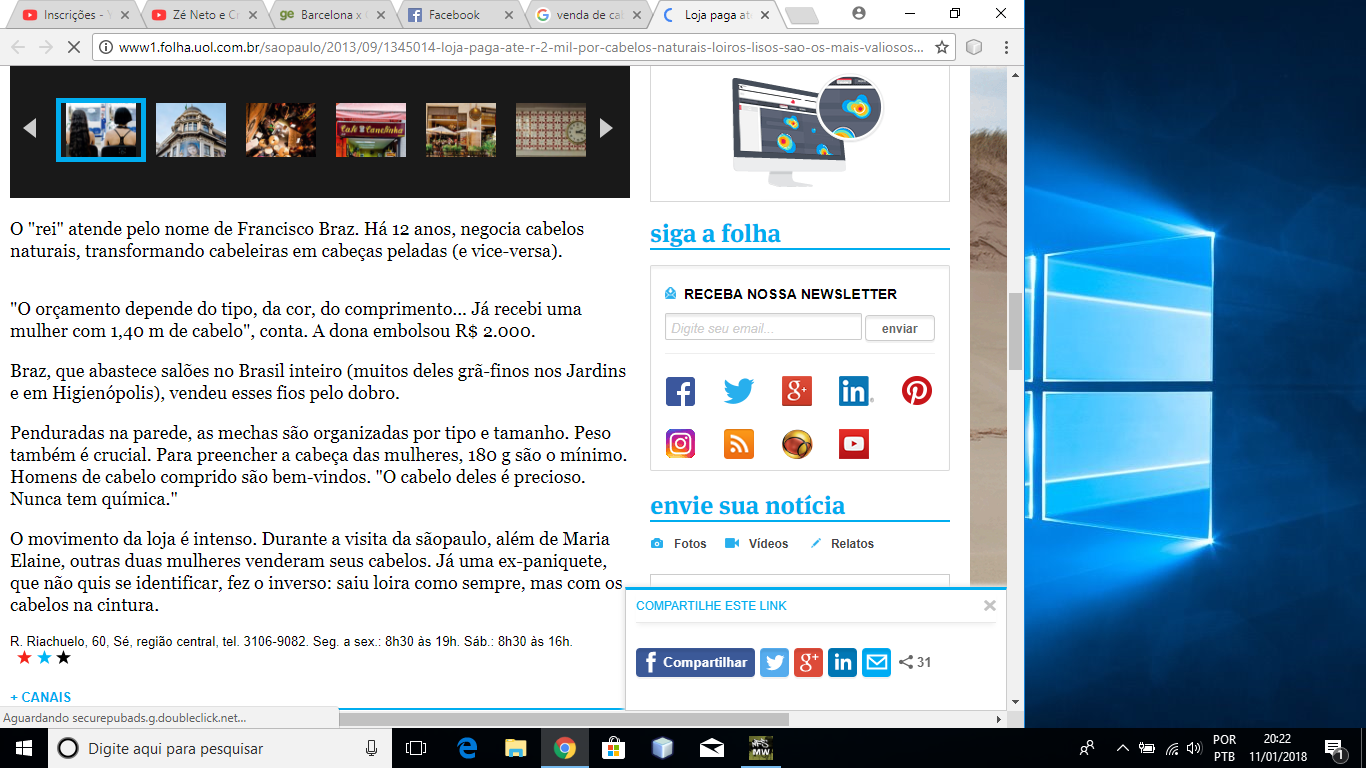 Inscrições - Y
Zé Neto e Cr
Barcelona x C
Facebook
venda de cab
Loja paga até
www1.folha.uol.com.br/saopaulo/2013/09/1345014-loja-paga-ate-r-2-mil-por-cabelos-naturais-loiros-lisos-sao-os-mais-valiosos...
Café Canelinha
O "rei" atende pelo nome de Francisco Braz. Há 12 anos, negocia cabelos
naturais, transformando cabeleiras em cabeças peladas (e vice-versa).
"O orçamento depende do tipo, da cor, do comprimento... Já recebi uma
mulher com 1,40 m de cabelo", conta. A dona embolsou R$ 2.000.
Braz, que abastece salões no Brasil inteiro (muitos deles grã-finos nos Jardins
e em Higienópolis), vendeu esses fios pelo dobro.
Penduradas na parede, as mechas são organizadas por tipo e tamanho. Peso
também é crucial. Para preencher a cabeça das mulheres, 180 g são o mínimo.
Homens de cabelo comprido são bem-vindos. "O cabelo deles é precioso.
Nunca tem química."
O movimento da loja é intenso. Durante a visita da sãopaulo, além de Maria
Elaine, outras duas mulheres venderam seus cabelos. Já uma ex-paniquete,
que não quis se identificar, fez o inverso: saiu loira como sempre, mas com os
cabelos na cintura.
R. Riachuelo, 60, Sé, região central, tel. 3106-9082. Seg. a sex.: 8h30 às 19h. Sáb.: 8h30 às 16h.
+ CANAIS
siga a folha
RECEBA NOSSA NEWSLETTER
Digite seu email...
enviar
envie sua notícia
Fotos
Vídeos
Relatos
COMPARTILHE ESTE LINK
Compartilhar
31
Aguardando securepubads.g.doubleclick.net...
Digite aqui para pesquisar
MW
POR
PTB
20:22
11/01/2018
1